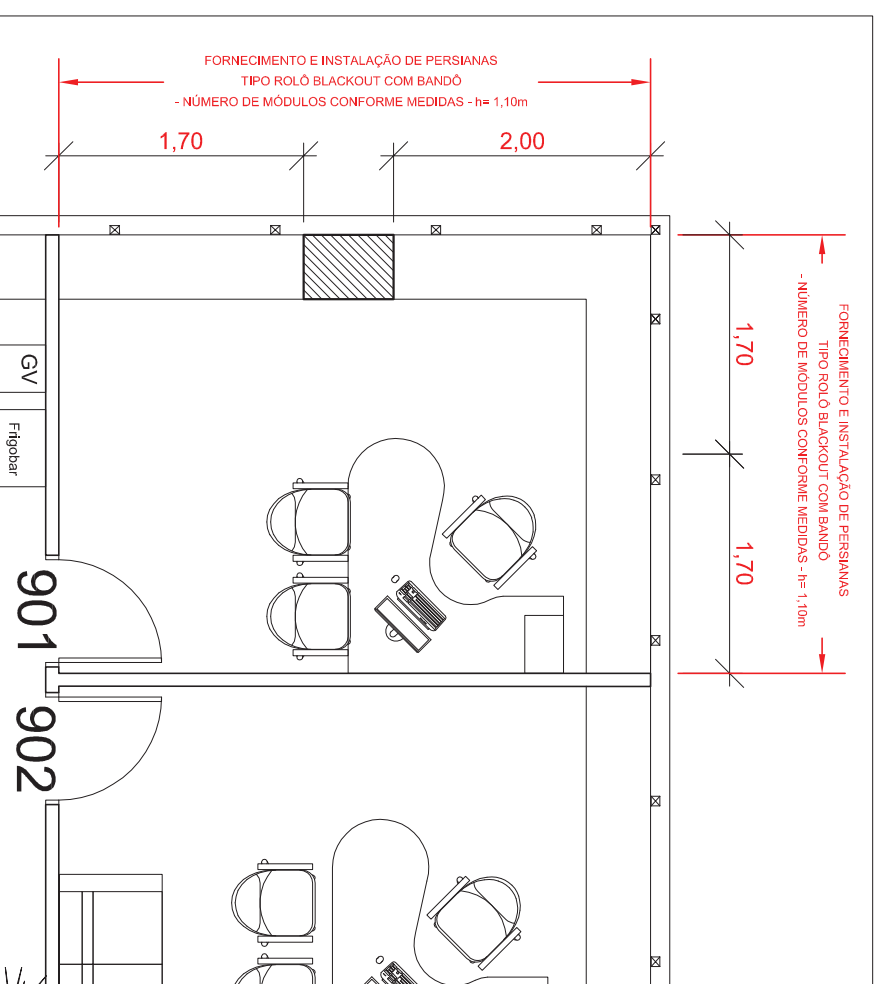 FORNECIMENTO E INSTALAÇÃO DE PERSIANAS
TIPO ROLÔ BLACKOUT COM BANDÔ
- NÚMERO DE MÓDULOS CONFORME MEDIDAS - h= 1,10m
1,70
2,00
FORNECIMENTO E INSTALAÇÃO DE PERSIANAS
TIPO ROLÔ BLACKOUT COM BANDÔ
- NÚMERO DE MÓDULOS CONFORME MEDIDAS - h= 1,10m
1,70
1,70
GV
Frigobar
901
902